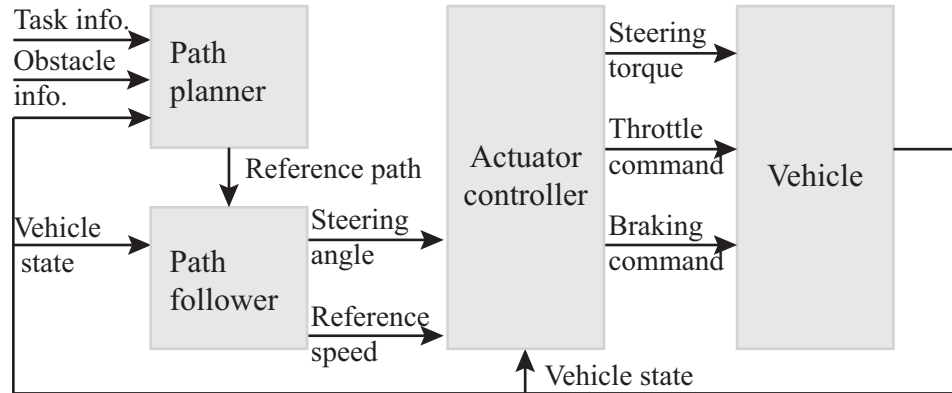 Task info.
Obstacle
info.
Path
planner
Reference path
Vehicle
state
Path
follower
Steering
angle
Reference
speed
Actuator
controller
Vehicle state
Steering
torque
Throttle
command
Braking
command
Vehicle